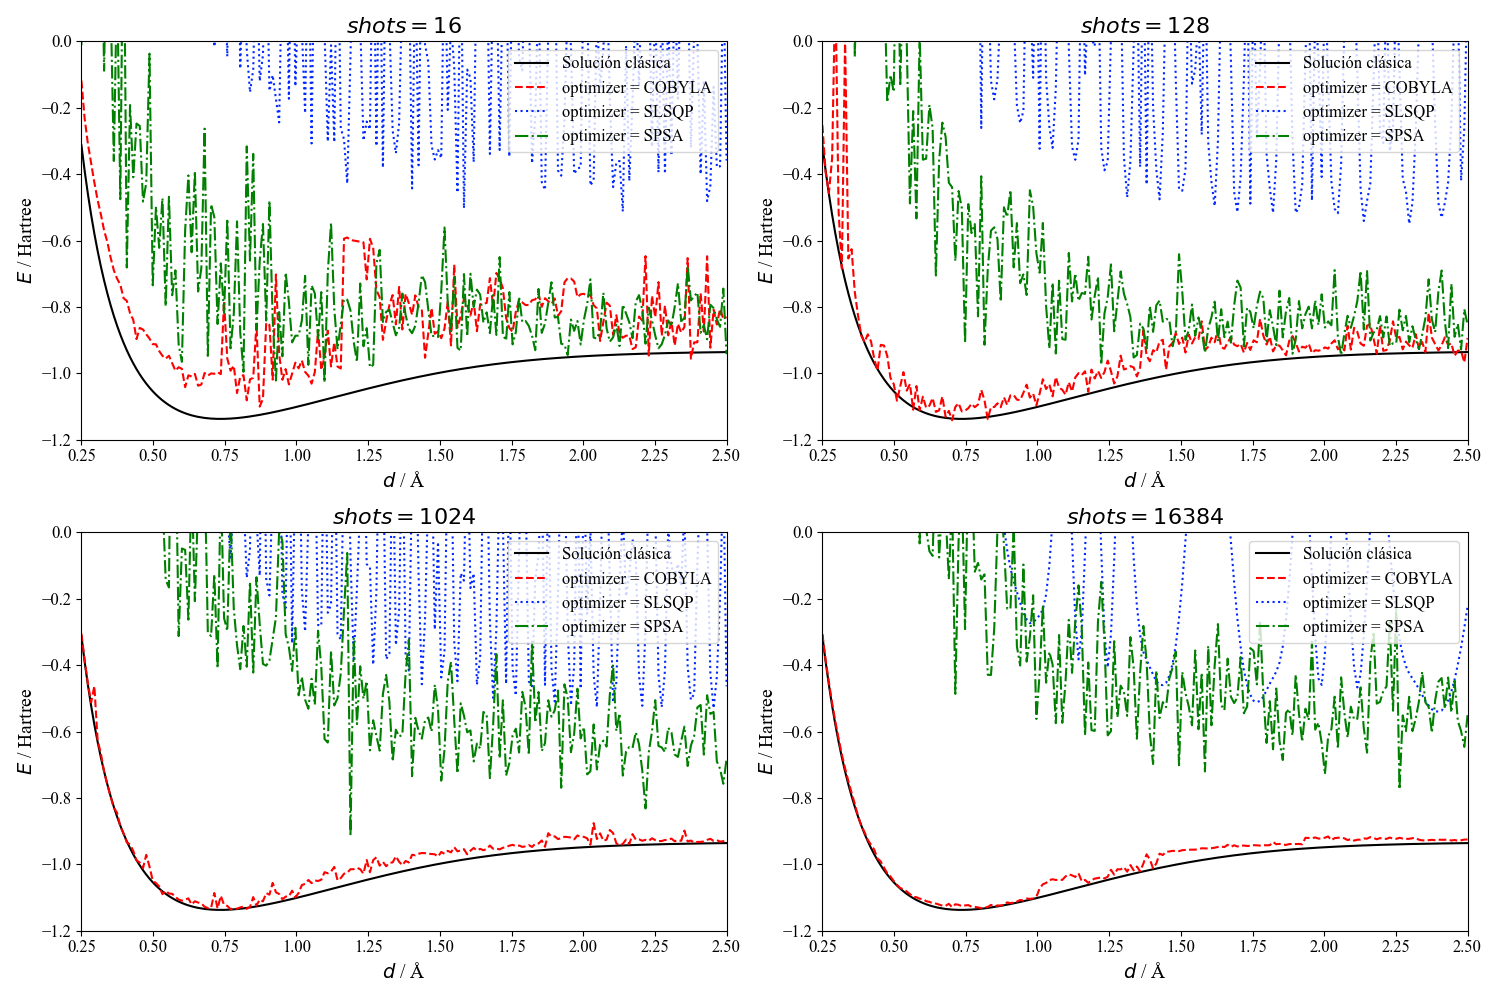 shots = 16
0.0
−0.2
−0.4
−0.6
−0.8
−1.0
−1.2
E / Hartree
Solución clásica
optimizer = COBYLA
optimizer = SLSQP
optimizer = SPSA
0.25 0.50 0.75 1.00 1.25 1.50 1.75 2.00 2.25 2.50
d / Å
shots = 128
0.0
−0.2
−0.4
−0.6
−0.8
−1.0
−1.2
E / Hartree
Solución clásica
optimizer = COBYLA
optimizer = SLSQP
optimizer = SPSA
0.25 0.50 0.75 1.00 1.25 1.50 1.75 2.00 2.25 2.50
d / Å
shots = 1024
0.0
−0.2
−0.4
−0.6
−0.8
−1.0
−1.2
E / Hartree
Solución clásica
optimizer = COBYLA
optimizer = SLSQP
optimizer = SPSA
0.25 0.50 0.75 1.00 1.25 1.50 1.75 2.00 2.25 2.50
d / Å
shots = 16384
0.0
−0.2
−0.4
−0.6
−0.8
−1.0
−1.2
E / Hartree
Solución clásica
optimizer = COBYLA
optimizer = SLSQP
optimizer = SPSA
0.25 0.50 0.75 1.00 1.25 1.50 1.75 2.00 2.25 2.50
d / Å